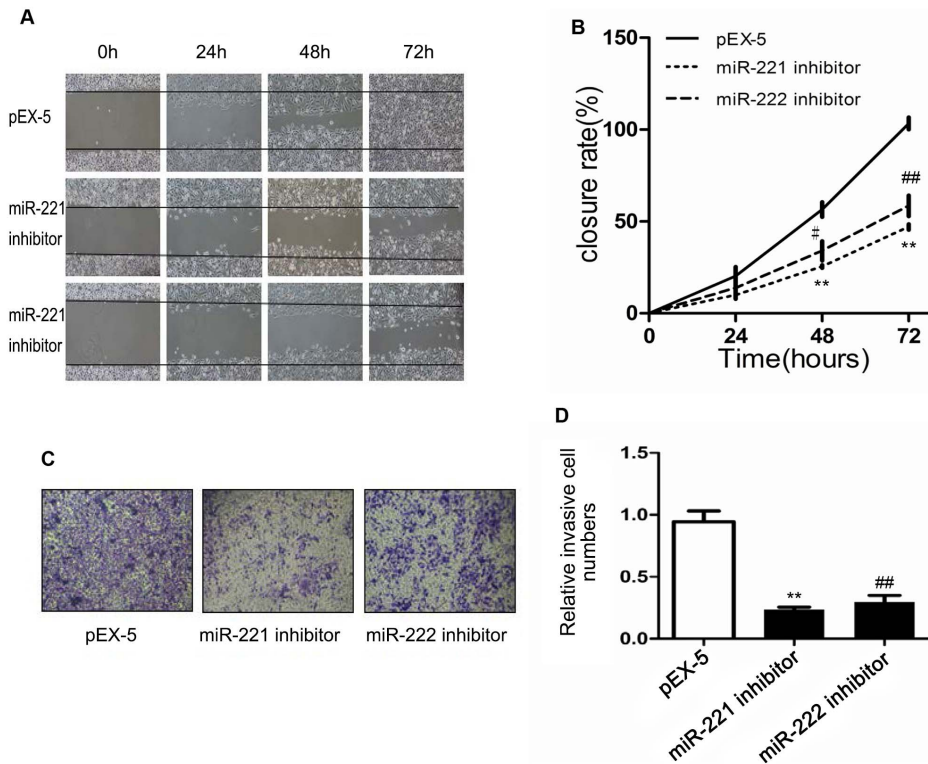 A
0h 24h 48h 72h
pEX-5
miR-221
inhibitor
miR-221
inhibitor
B
150
100
50
0
closure rate(%)
pEX-5
miR-221 inhibitor
miR-222 inhibitor
##
#
**
**
0 24 48 72
Time(hours)
C
pEX-5 miR-221 inhibitor miR-222 inhibitor
D
Relative invasive cell
numbers
1.5
1.0
0.5
0.0
**
##
pEX-5
miR-221 inhibitor
miR-222 inhibitor